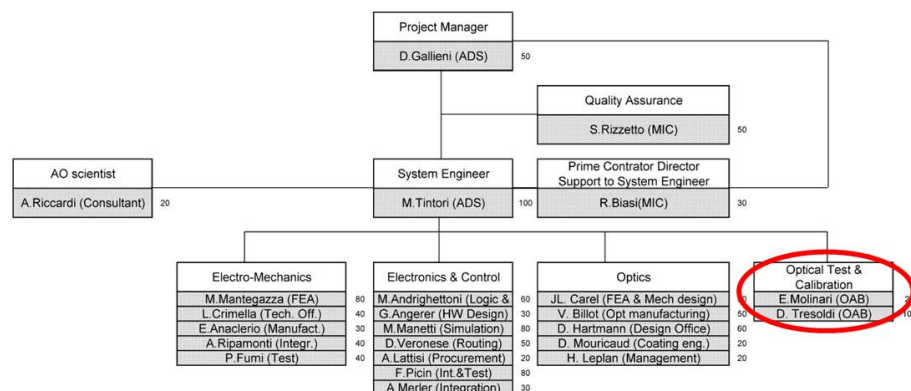 Project Manager
D.Gallieni (ADS) 50
Quality Assurance
S.Rizzetto (MIC) 50
AO scientist
A.Riccardi (Consultant) 20
System Engineer
M.Tintori (ADS) 100
Prime Contrator Director
Support to System Engineer
R.Biasi(MIC) 30
Electro-Mechanics
M.Mantegazza (FEA) 80
L.Crimella (Tech. Off.) 40
E.Anaclerio (Manufact.) 30
A.Ripamonti (Integr.) 40
P.Fumi (Test) 40
Electronics & Control
M.Andrighettoni (Logic & 60
G.Angerer (HW Design) 30
M.Manetti (Simulation) 80
D.Veronese (Routing) 50
A.Lattisi (Procurement) 20
F.Picin (Int.&Test) 80
A.Merler (Integration) 30
Optics
JL. Carel (FEA & Mech design)
V. Billot (Opt manufacturing) 50
D. Hartmann (Design Office) 60
D. Mouricaud (Coating eng.) 20
H. Leplan (Management) 20
Optical Test &
Calibration
E.Molinari (OAB)
D. Tresoldi (OAB)